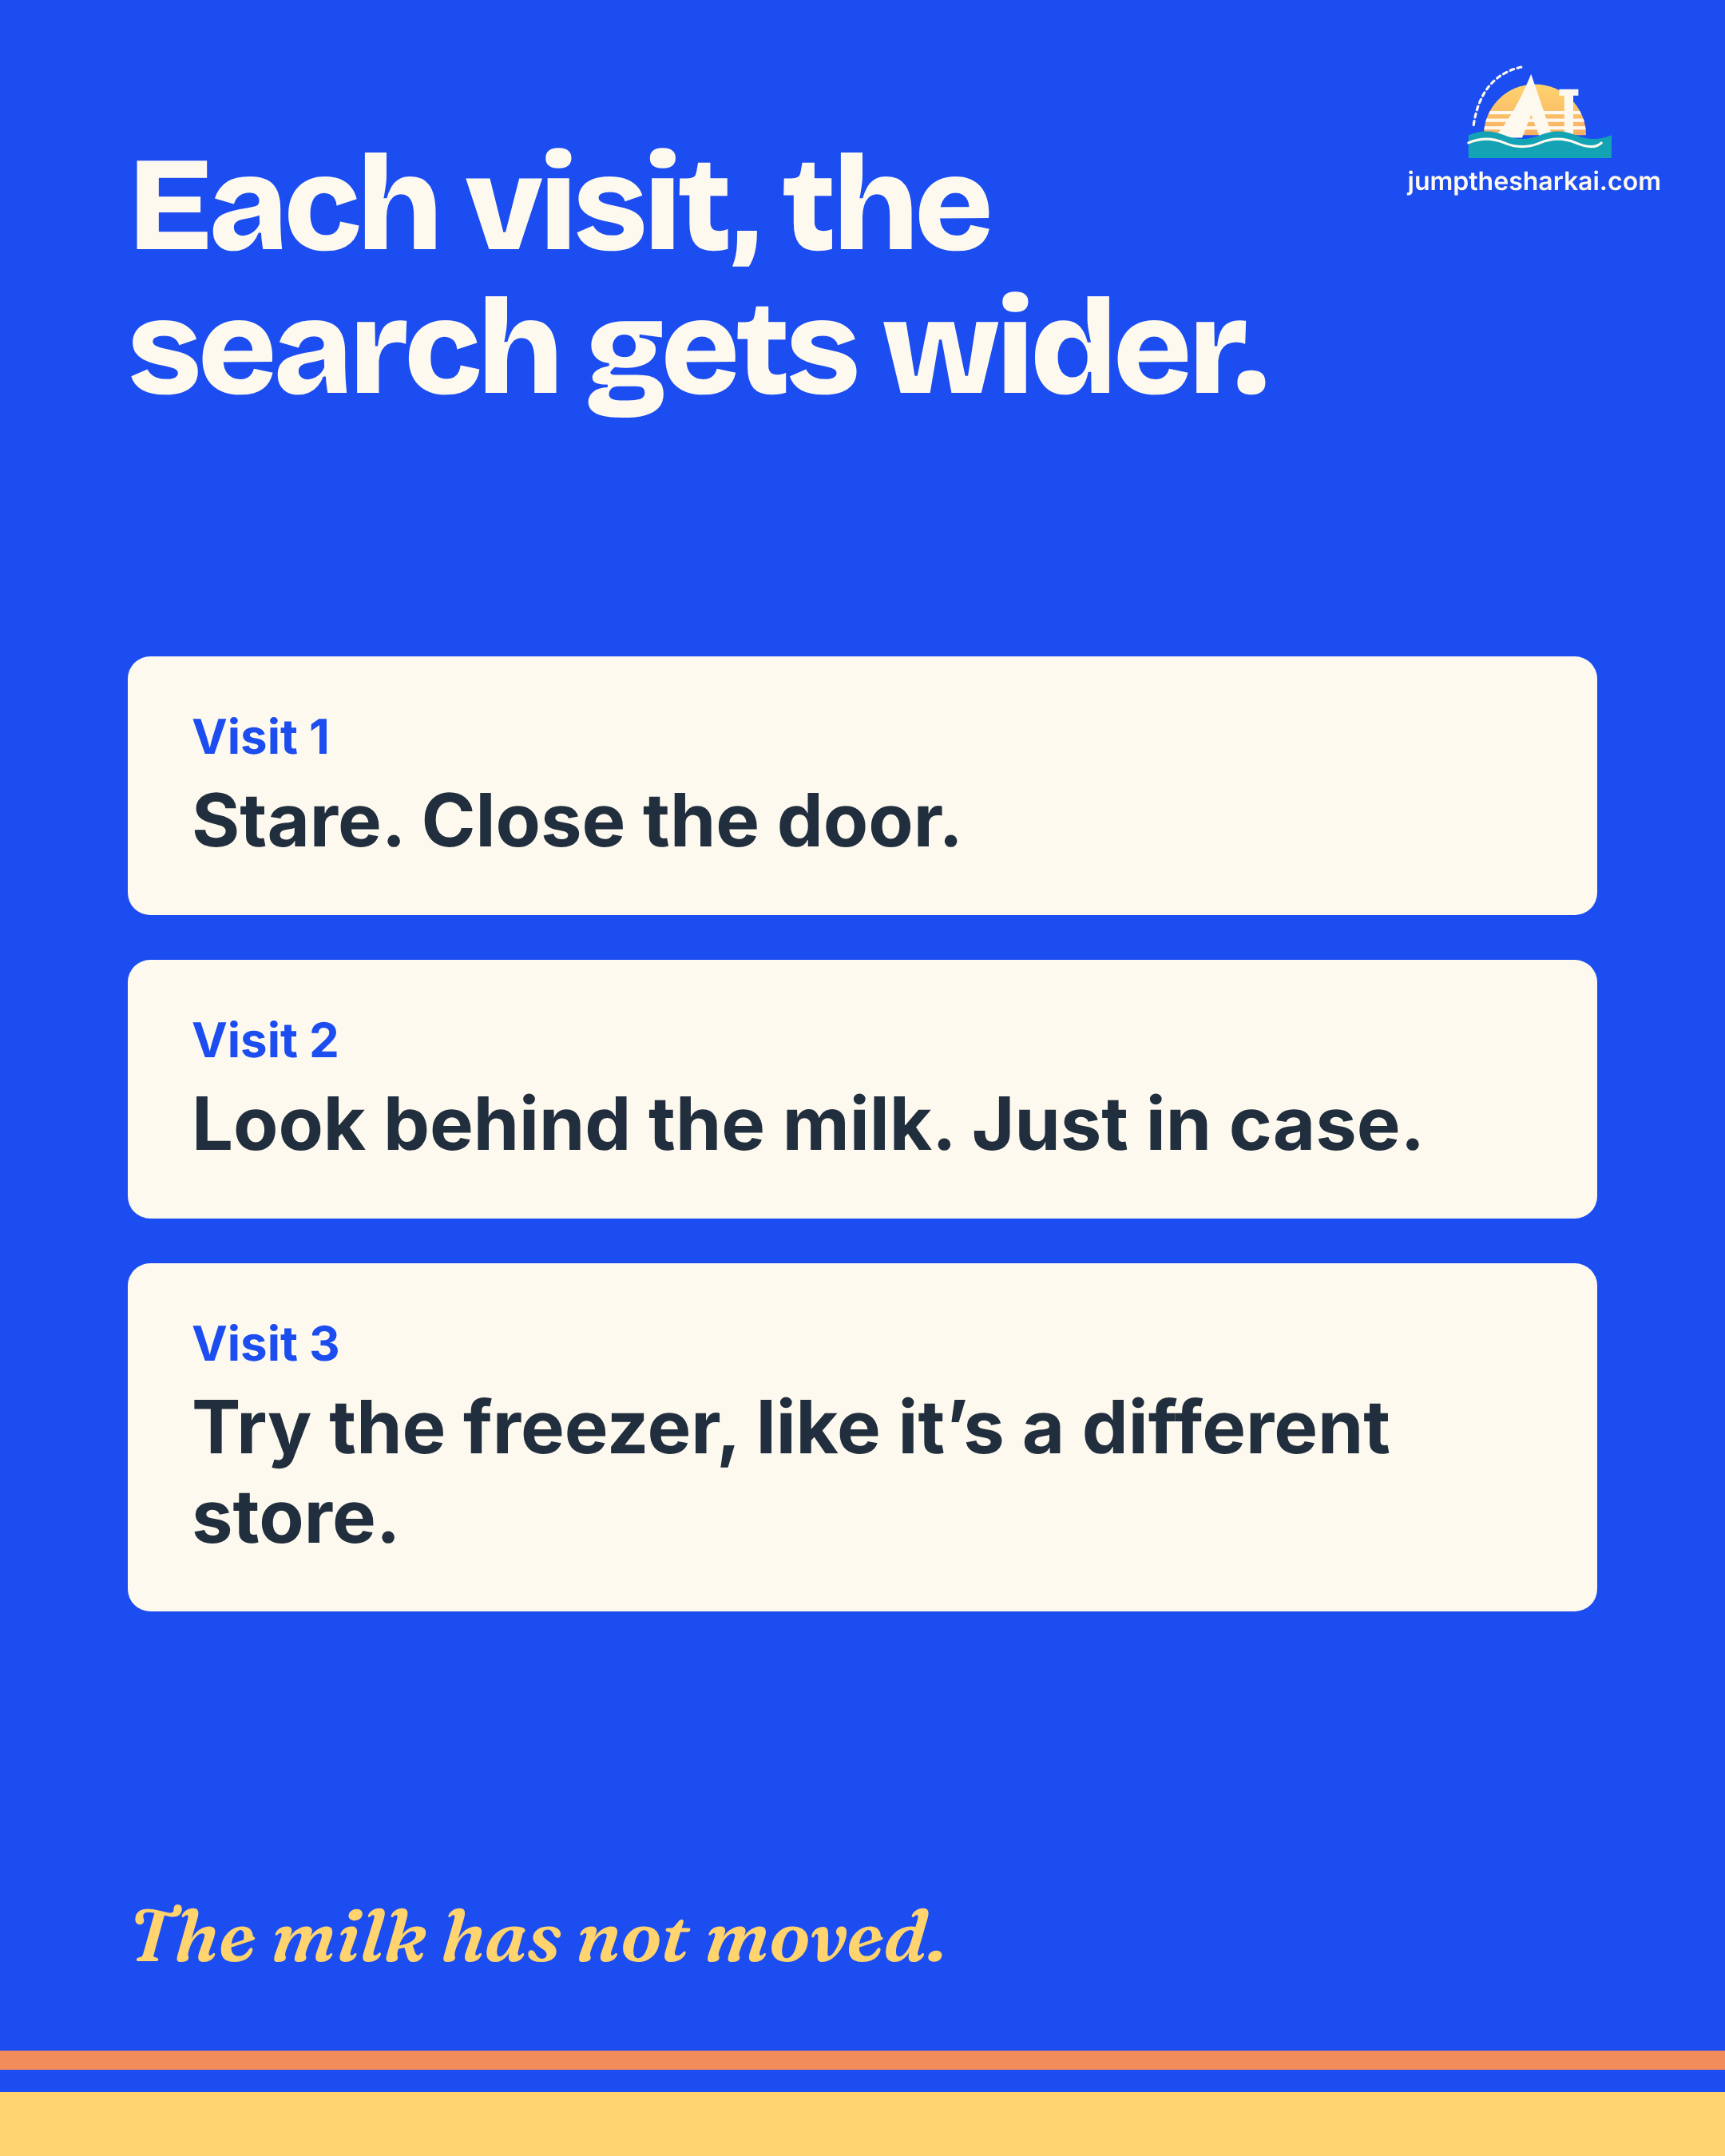 AI
jumpthesharkai.com
Each visit, the
search gets wider.
Visit 1
Stare. Close the door.
Visit 2
Look behind the milk. Just in case.
Visit 3
Try the freezer, like it’s a different
store.
The milk has not moved.